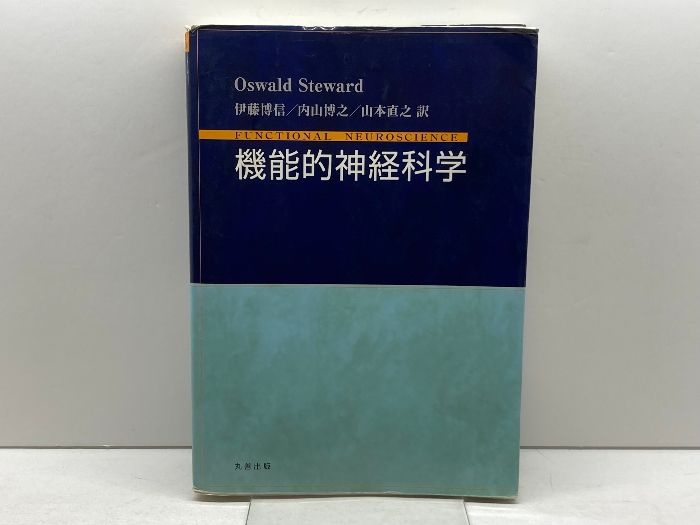 Oswald Steward
伊藤博信／内山博之／山本直之 訳
FUNCTIONAL NEUROSCIENCE
機能的神経科学
丸善出版